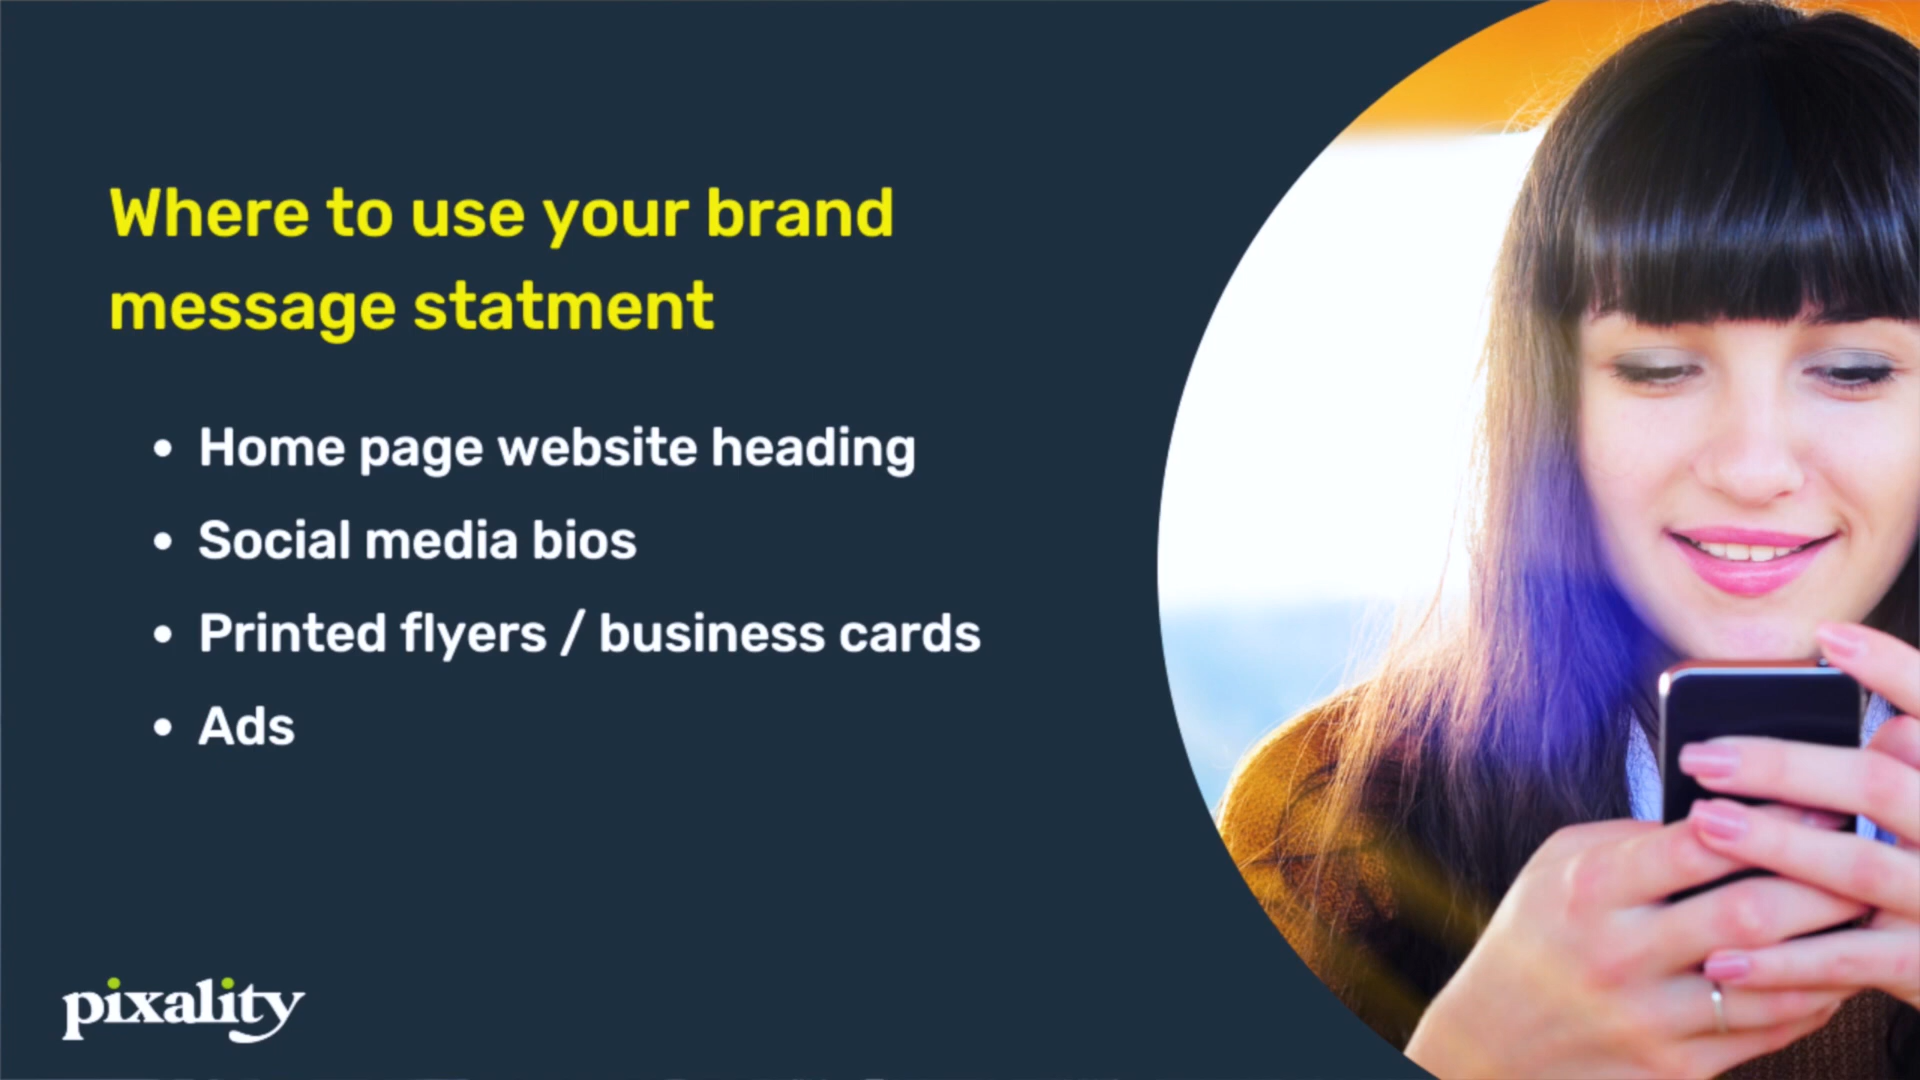 Where to use your brand
message statment
• Home page website heading
• Social media bios
• Printed flyers / business cards
• Ads
pixality